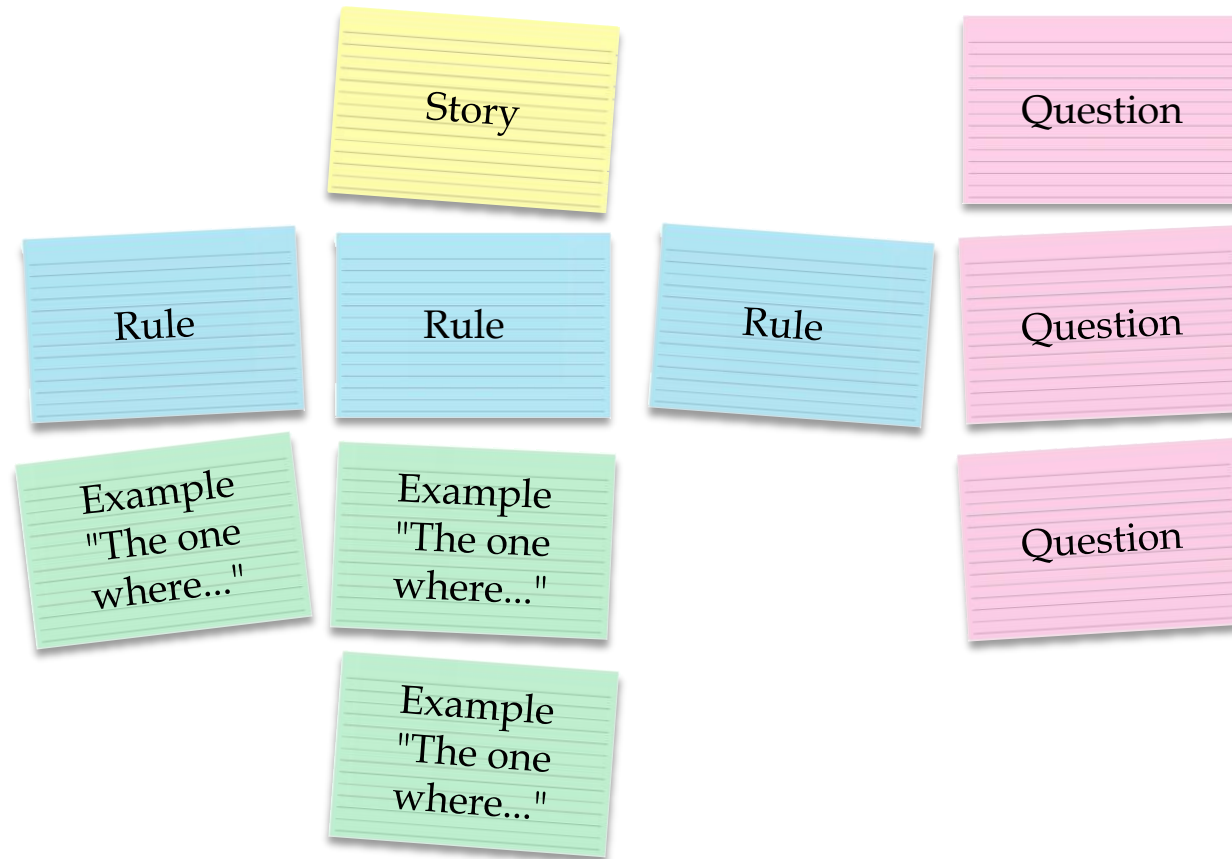 Story
Question
Rule
Rule
Rule
Question
Example
"The one
where..."
Example
"The one
where..."
Question
Example
"The one
where..."